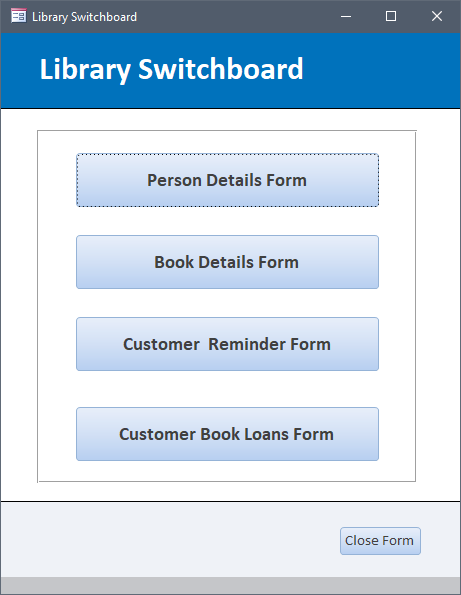 Library Switchboard
Library Switchboard
Person Details Form
Book Details Form
Customer  Reminder Form
Customer Book Loans Form
Close Form